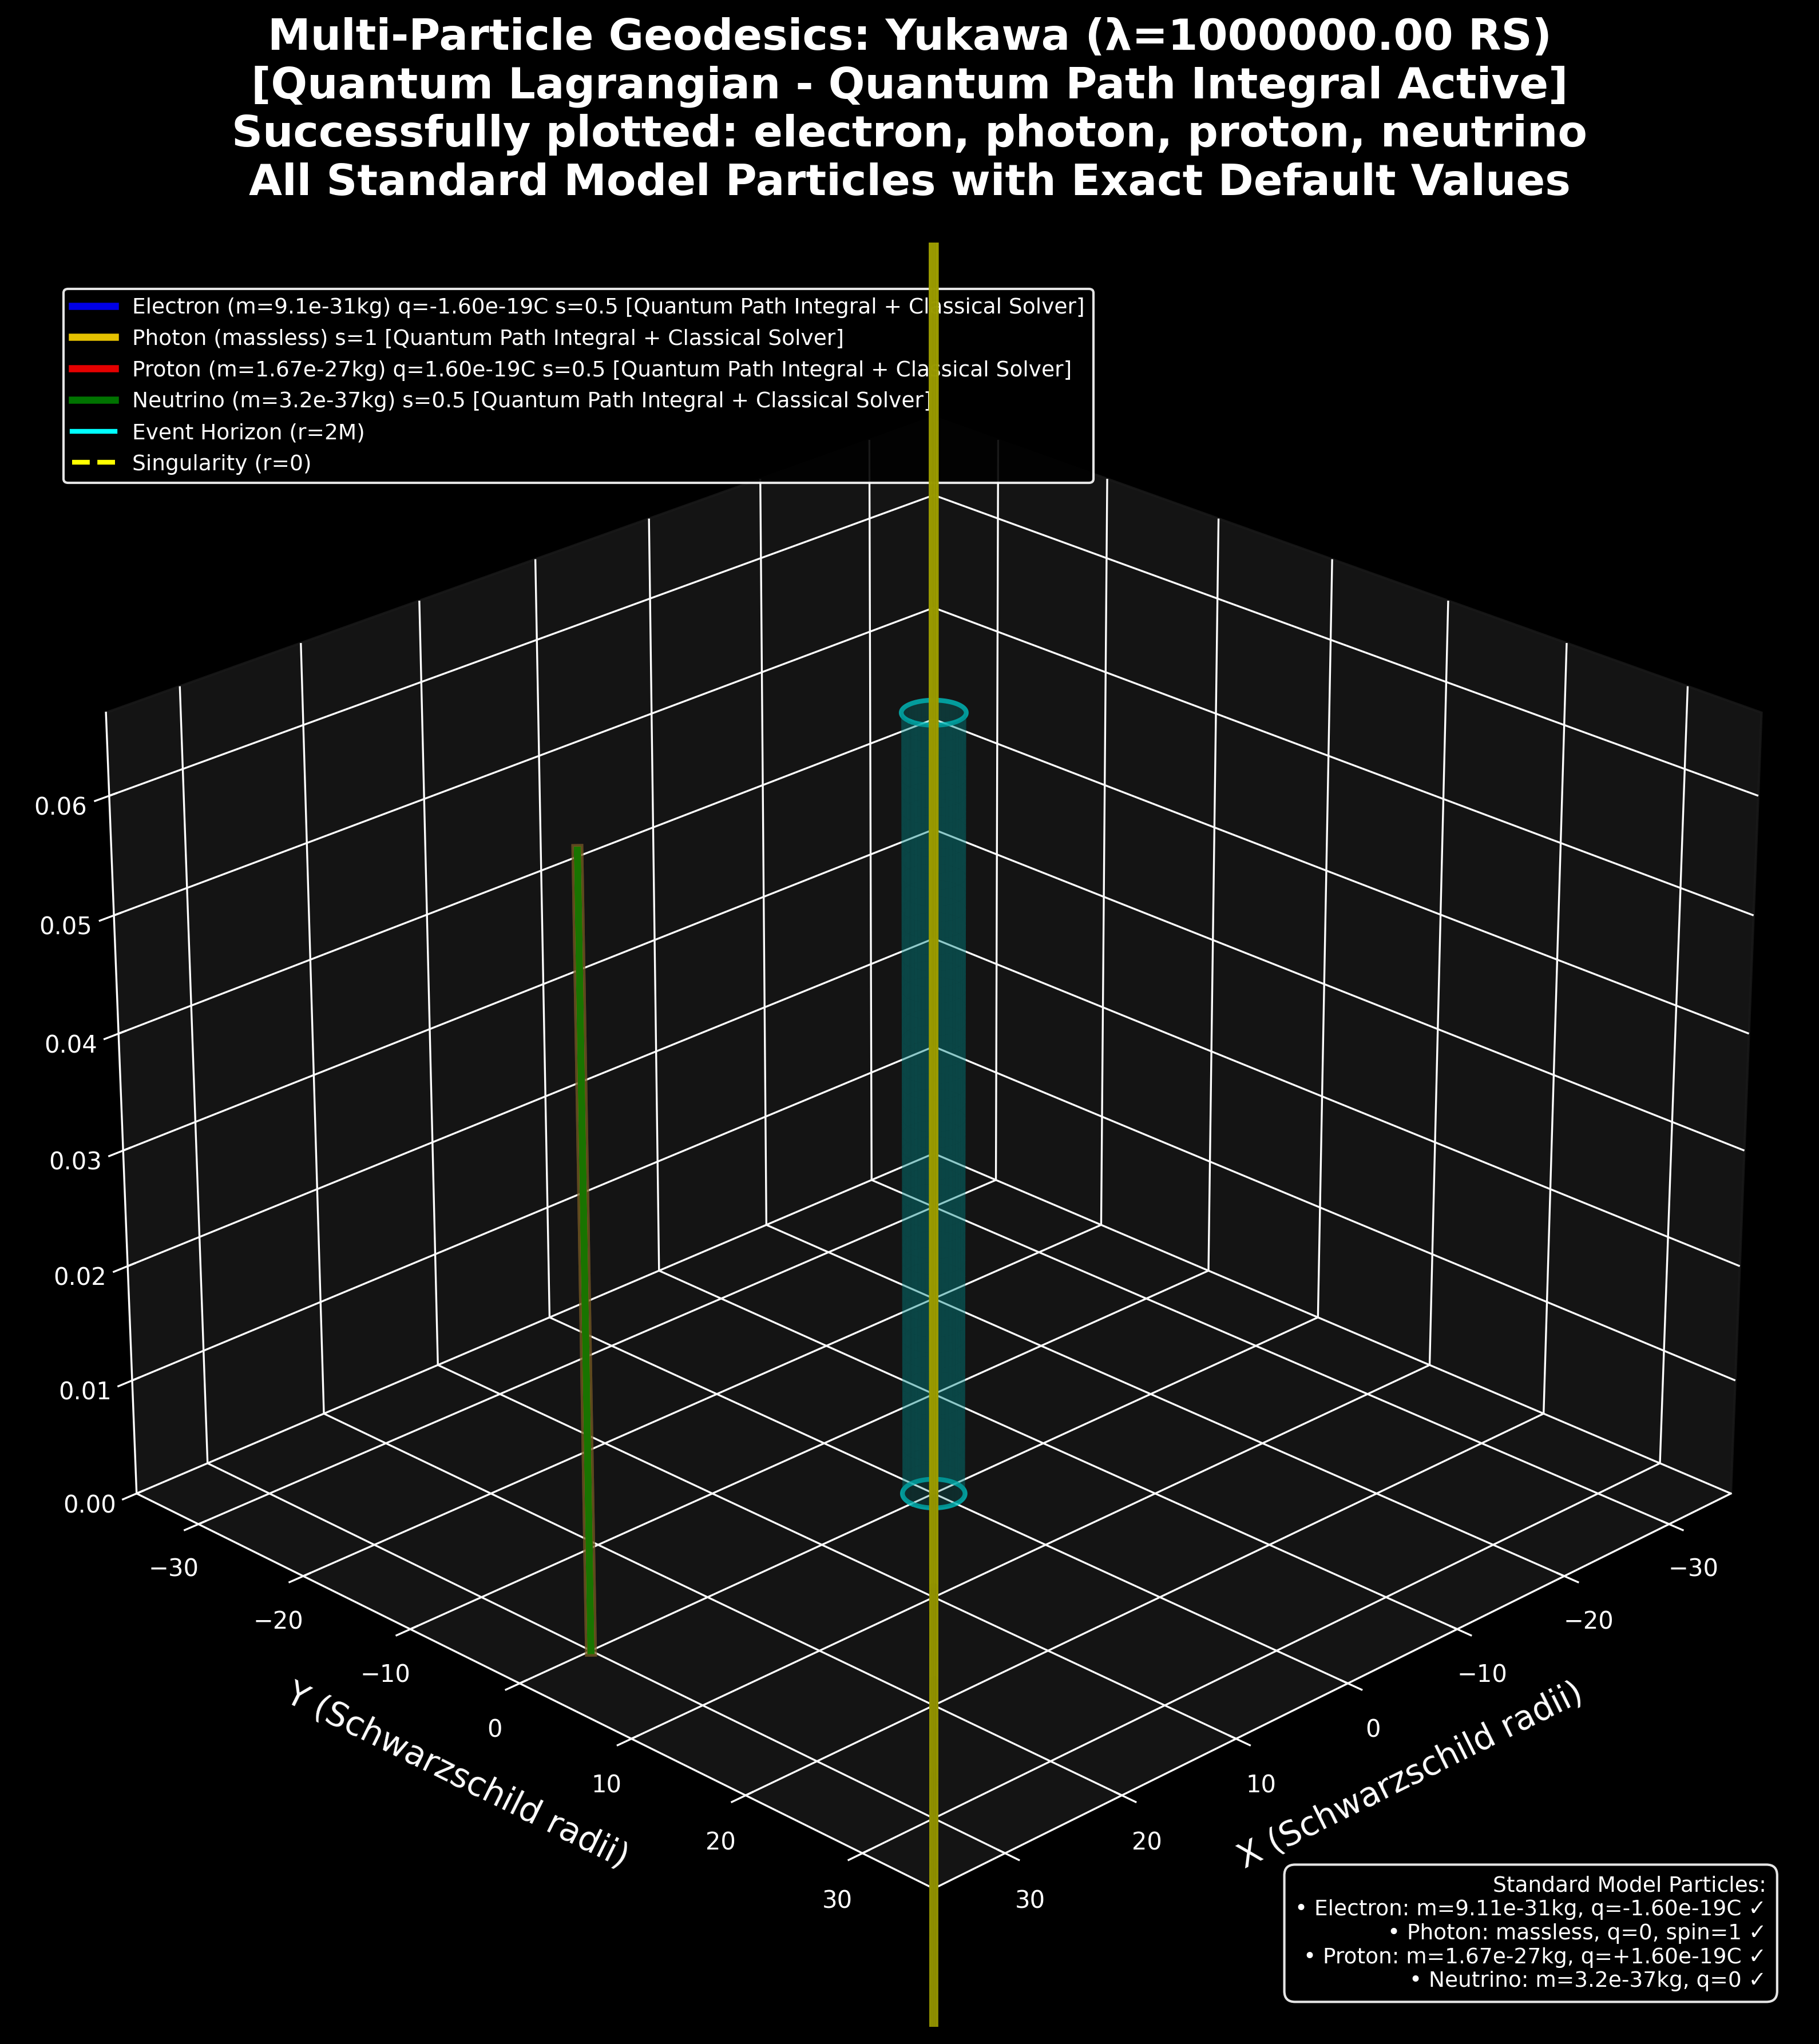 Multi-Particle Geodesics: Yukawa (λ=1000000.00 RS)
[Quantum Lagrangian - Quantum Path Integral Active]
Successfully plotted: electron, photon, proton, neutrino
All Standard Model Particles with Exact Default Values
Electron (m=9.1e-31kg) q=-1.60e-19C s=0.5 [Quantum Path Integral + Classical Solver]
Photon (massless) s=1 [Quantum Path Integral + Classical Solver]
Proton (m=1.67e-27kg) q=1.60e-19C s=0.5 [Quantum Path Integral + Classical Solver]
Neutrino (m=3.2e-37kg) s=0.5 [Quantum Path Integral + Classical Solver]
Event Horizon (r=2M)
Singularity (r=0)
0.06
0.05
0.04
0.03
0.02
0.01
0.00
−30
−20
−10
0
10
20
30
Y (Schwarzschild radii)
30
20
10
0
−10
−20
−30
X (Schwarzschild radii)
Standard Model Particles:
• Electron: m=9.11e-31kg, q=-1.60e-19C ✓
• Photon: massless, q=0, spin=1 ✓
• Proton: m=1.67e-27kg, q=+1.60e-19C ✓
• Neutrino: m=3.2e-37kg, q=0 ✓